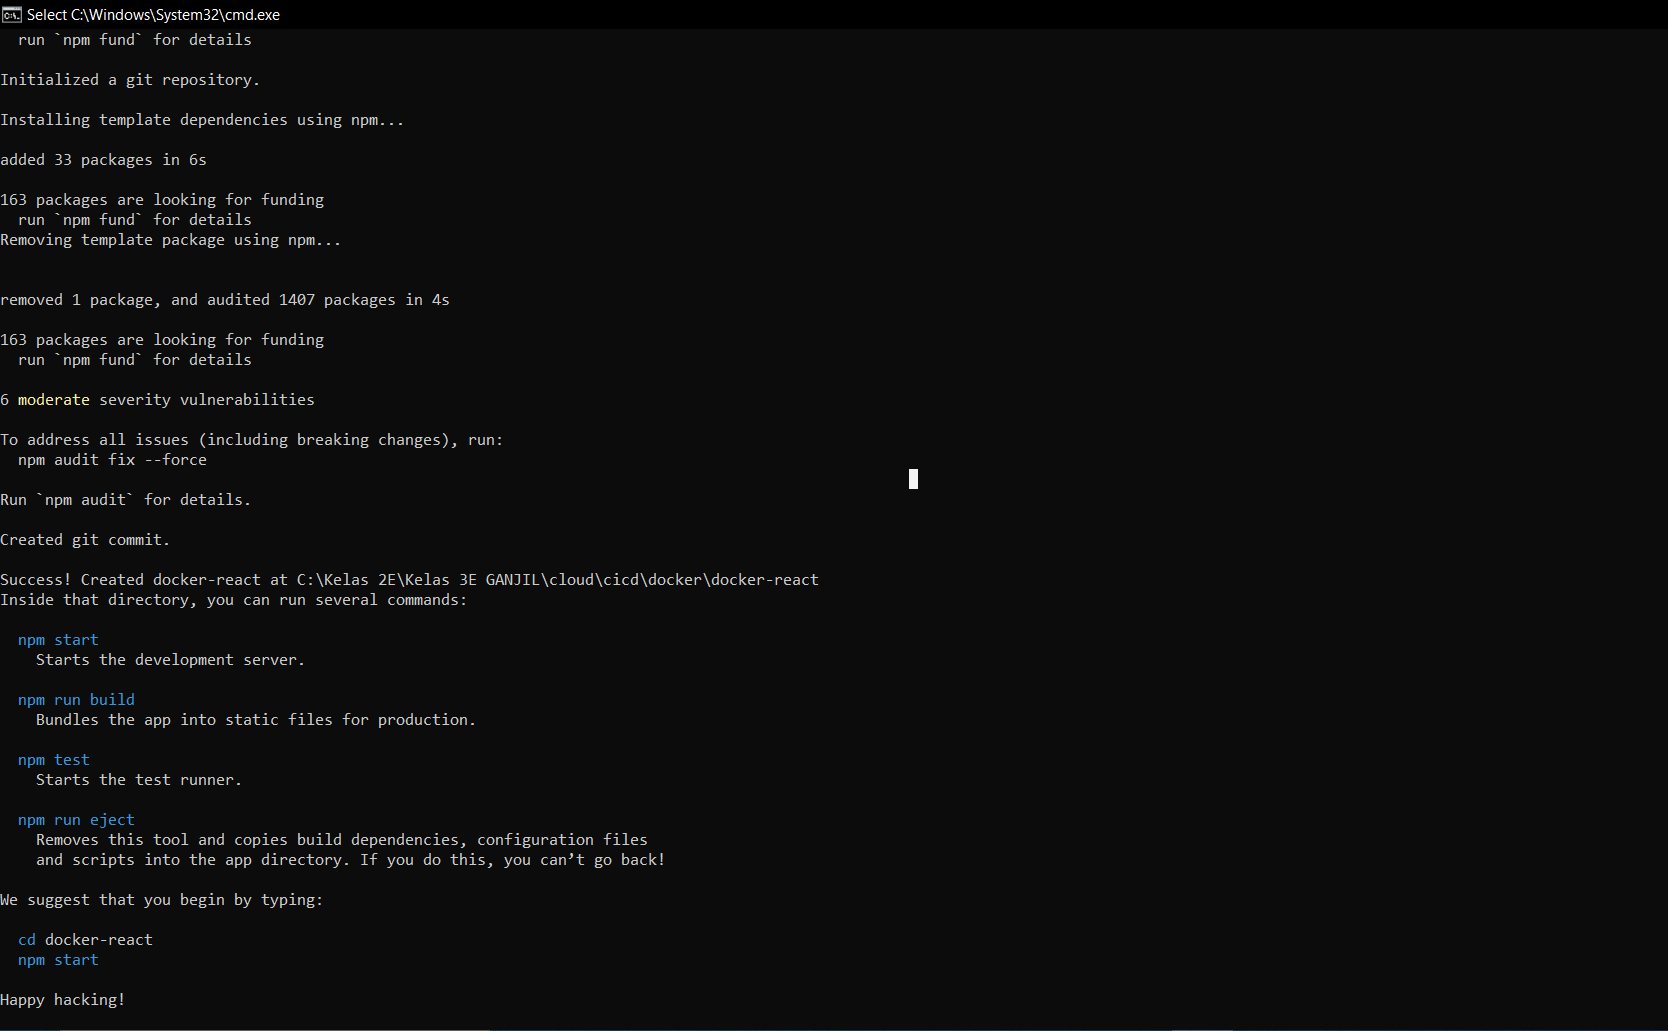 Select C:\Windows\System32\cmd.exe
run `npm fund` for details
Initialized a git repository.
Installing template dependencies using npm...
added 33 packages in 6s
163 packages are looking for funding
run `npm fund` for details
Removing template package using npm...
removed 1 package, and audited 1407 packages in 4s
163 packages are looking for funding
run `npm fund` for details
6 moderate severity vulnerabilities
To address all issues (including breaking changes), run:
npm audit fix --force
Run `npm audit` for details.
Created git commit.
Success! Created docker-react at C:\Kelas 2E\Kelas 3E GANJIL\cloud\cicd\docker\docker-react
Inside that directory, you can run several commands:
npm start
Starts the development server.
npm run build
Bundles the app into static files for production.
npm test
Starts the test runner.
npm run eject
Removes this tool and copies build dependencies, configuration files
and scripts into the app directory. If you do this, you can’t go back!
We suggest that you begin by typing:
cd docker-react
npm start
Happy hacking!